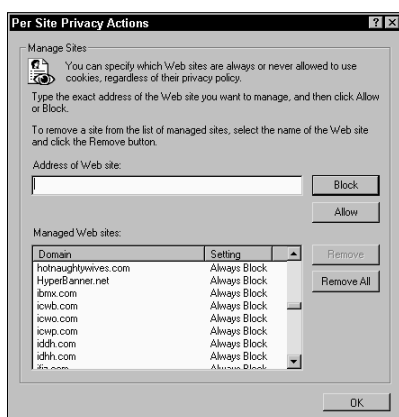 Per Site Privacy Actions
Manage Sites
You can specify which Web sites are always or never allowed to use
cookies, regardless of their privacy policy.
Type the exact address of the Web site you want to manage, and then click Allow
or Block.
To remove a site from the list of managed sites, select the name of the Web site
and click the Remove button.
Address of Web site:
Block
Allow
Managed Web sites:
Domain Setting
Remove
Remove All
hotnaughtywives.com Always Block
HyperBanner.net Always Block
ibmx.com Always Block
icwb.com Always Block
icwo.com Always Block
icwp.com Always Block
iddh.com Always Block
idhh.com Always Block
Always Block
OK